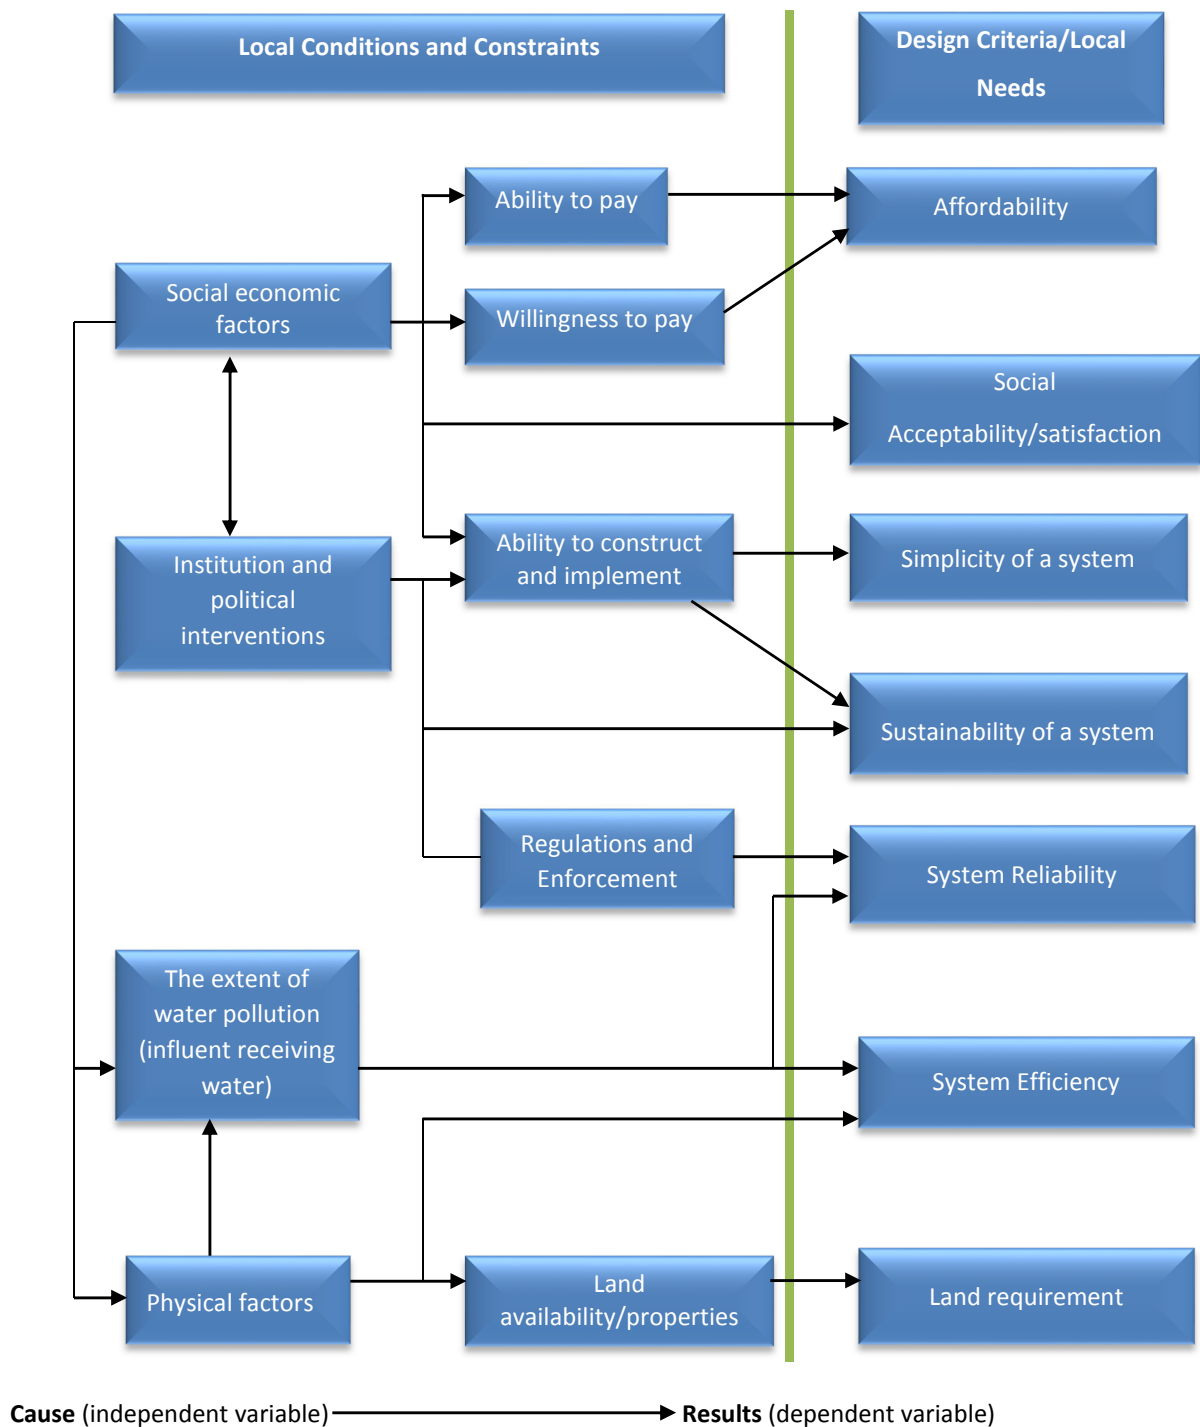 Local Conditions and Constraints
Design Criteria/Local
Needs
Ability to pay
Affordability
Social economic
factors
Willingness to pay
Social
Acceptability/satisfaction
Institution and
political
interventions
Ability to construct
and implement
Simplicity of a system
Sustainability of a system
Regulations and
Enforcement
System Reliability
The extent of
water pollution
(influent receiving
water)
System Efficiency
Physical factors
Land
availability/properties
Land requirement
Cause (independent variable)
Results (dependent variable)